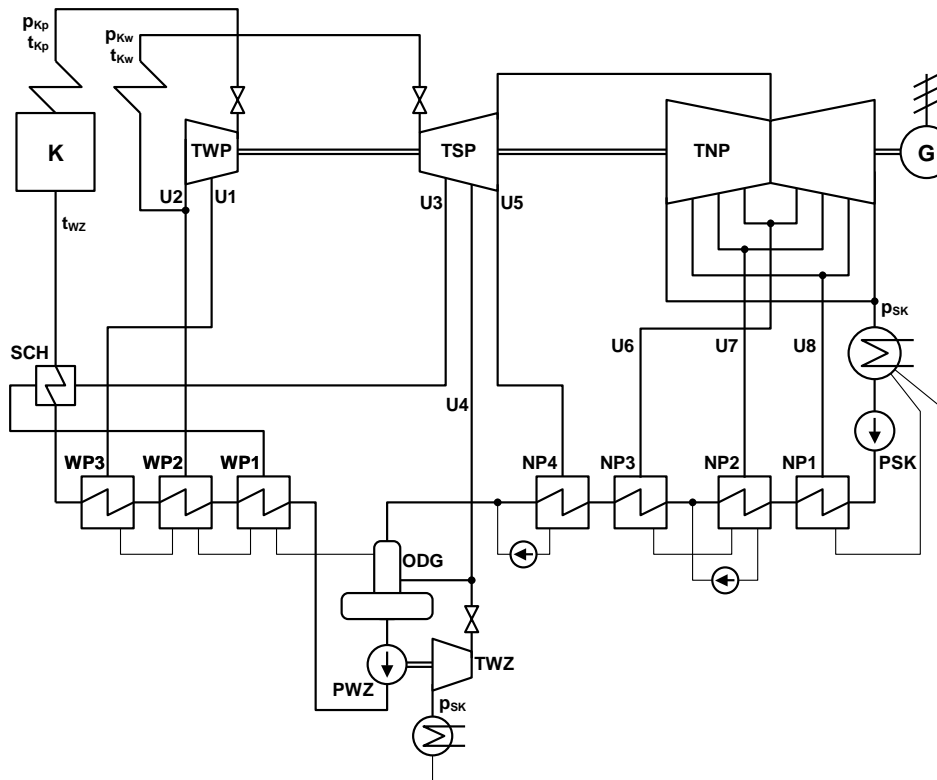 pKp
tKp
pKw
tKw
K
TWP
TSP
TNP
G
U2
U1
U3
U5
tWZ
pSK
SCH
U6
U7
U8
U4
WP3
WP2
WP1
NP4
NP3
NP2
NP1
PSK
ODG
TWZ
PWZ
pSK